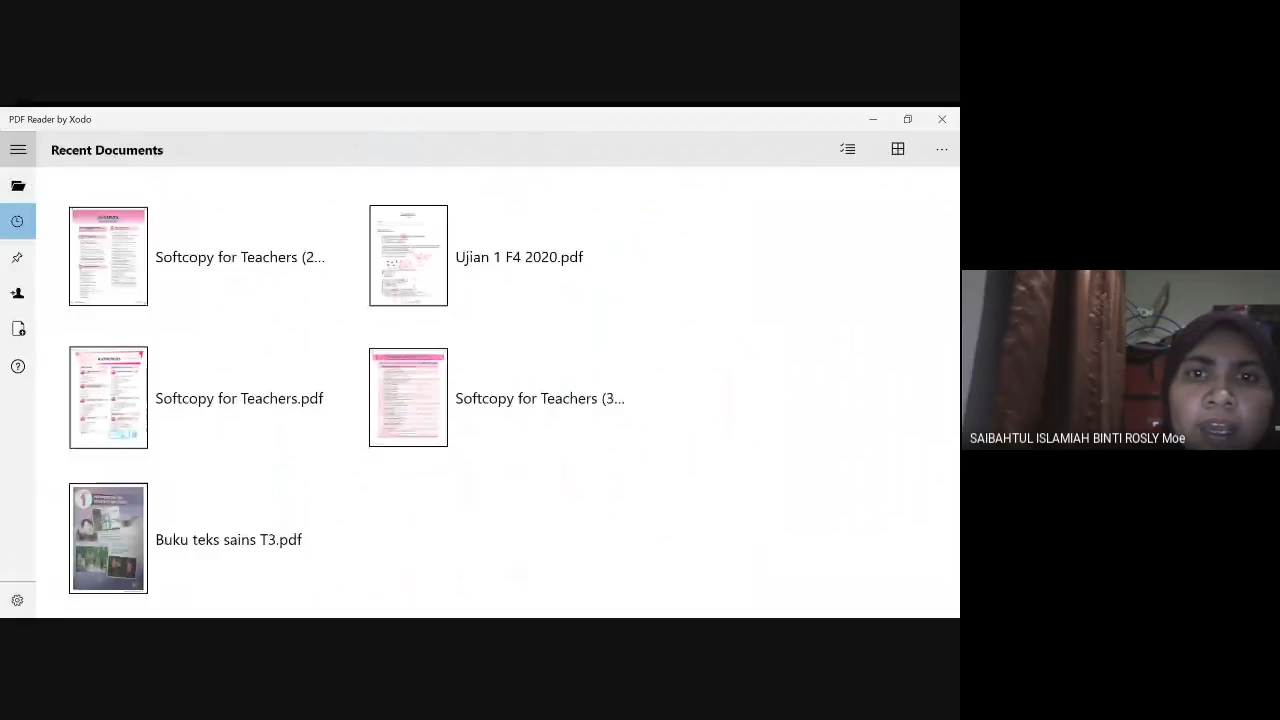 PDF Reader by Xodo
Recent Documents
Softcopy for Teachers (2...
Ujian 1 F4 2020.pdf
Softcopy for Teachers.pdf
Softcopy for Teachers (3...
Buku teks sains T3.pdf
SAIBAHTUL ISLAMIAH BINTI ROSLY Moe